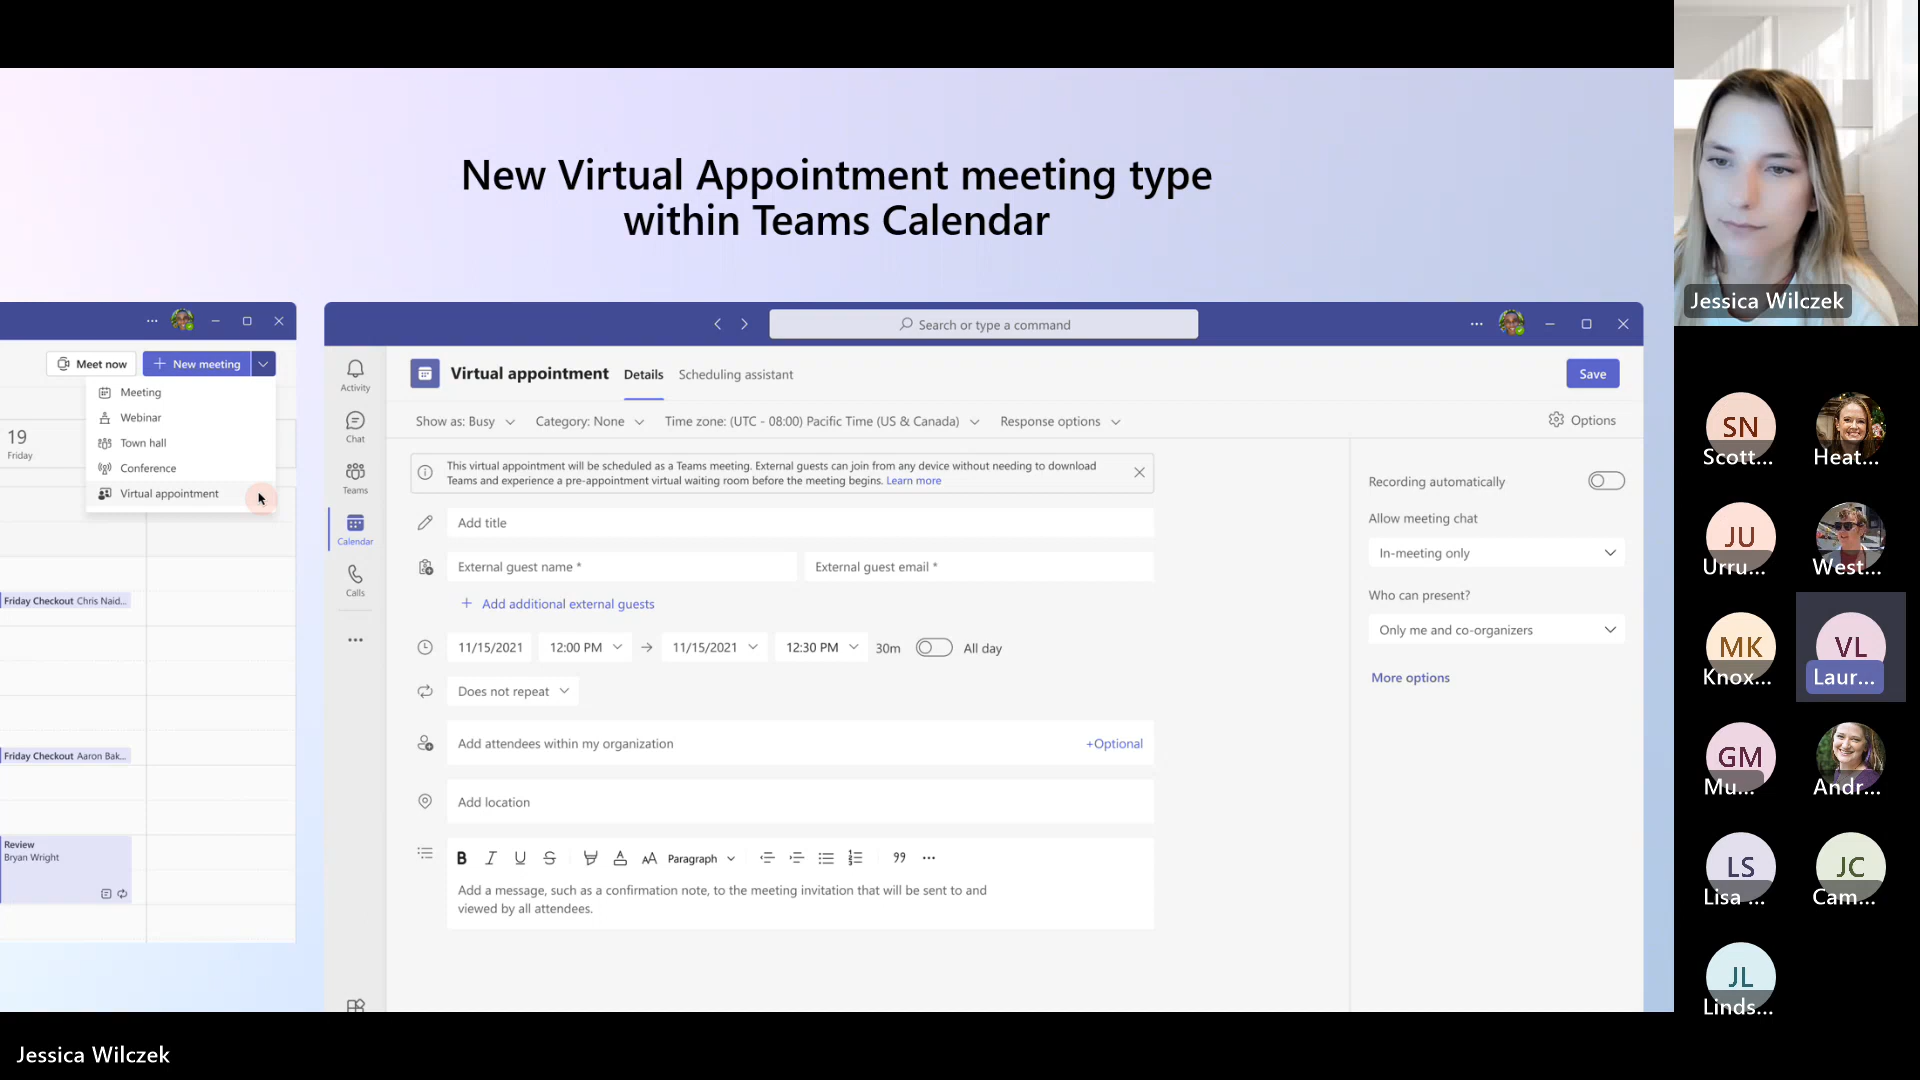 New Virtual Appointment meeting type
within Teams Calendar
Meet now
New meeting
Meeting
Webinar
Town hall
Conference
Virtual appointment
19
Friday
Friday Checkout Chris Naid...
Friday Checkout Aaron Bak...
Review
Bryan Wright
Search or type a command
Activity
Chat
Teams
Calendar
Calls
Virtual appointment
Details
Scheduling assistant
Save
Show as: Busy
Category: None
Time zone: (UTC - 08:00) Pacific Time (US & Canada)
Response options
Options
This virtual appointment will be scheduled as a Teams meeting. External guests can join from any device without needing to download
Teams and experience a pre-appointment virtual waiting room before the meeting begins. Learn more
Add title
External guest name *
External guest email *
+ Add additional external guests
11/15/2021
12:00 PM
→
11/15/2021
12:30 PM
30m
All day
Does not repeat
Add attendees within my organization
+Optional
Add location
B I U S
AA Paragraph
99
Add a message, such as a confirmation note, to the meeting invitation that will be sent to and
viewed by all attendees.
Recording automatically
Allow meeting chat
In-meeting only
Who can present?
Only me and co-organizers
More options
Jessica Wilczek
SN
Scott...
Heat...
JU
Urru...
West...
MK
Knox...
VL
Laur...
GM
Mu...
Andr...
LS
Lisa ...
JC
Cam...
JL
Linds...
Jessica Wilczek